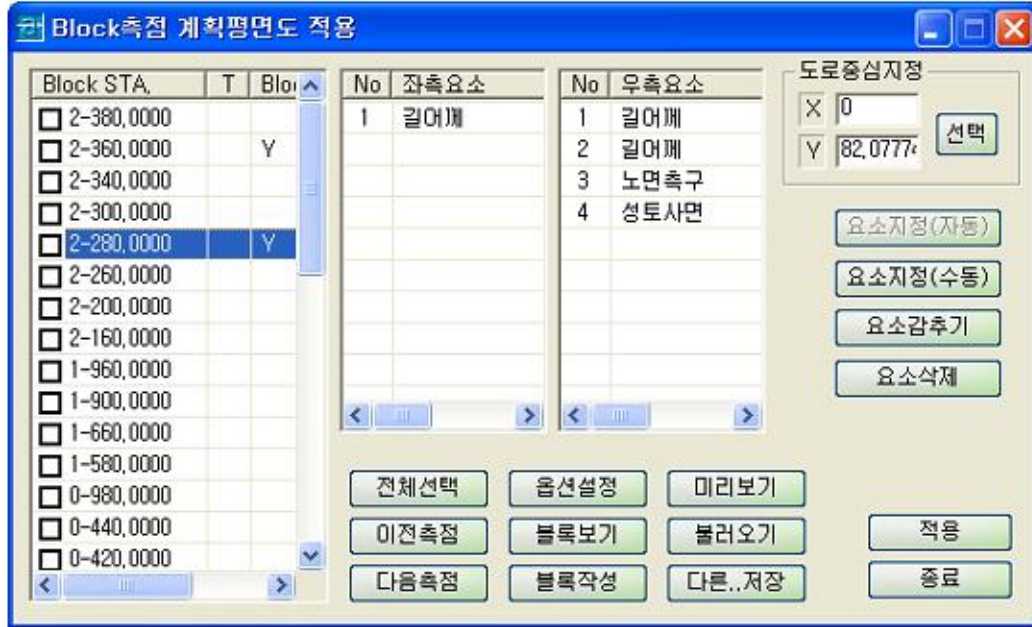 Block측점 계획평면도 적용
Block STA, T Blo
2-380,0000
2-360,0000 Y
2-340,0000
2-300,0000
2-280,0000 Y
2-260,0000
2-200,0000
2-160,0000
1-960,0000
1-900,0000
1-660,0000
1-580,0000
0-980,0000
0-440,0000
0-420,0000
No 좌측요소
1 길어깨
No 우측요소
1 길어깨
2 길어깨
3 노면측구
4 성토사면
도로중심지정
X 0
Y 82,0777
선택
요소지정(자동)
요소지정(수동)
요소감추기
요소삭제
전체선택 옵션설정 미리보기
이전측점 블록보기 불러오기
다음측점 블록작성 다른..저장
적용
종료